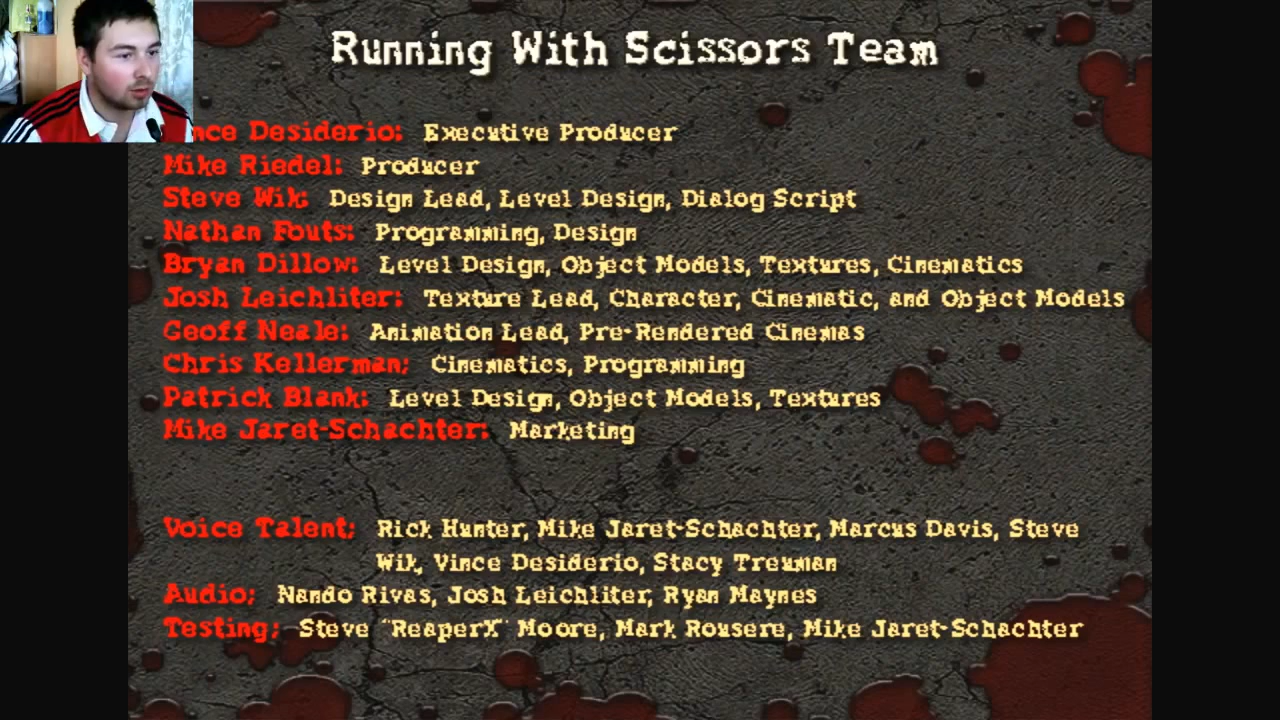 Running With Scissors Team
nce Desiderio: Executive Producer
Mike Riedel: Producer
Steve Wik: Design Lead, Level Design, Dialog Script
Nathan Fouts: Programming, Design
Bryan Dillow: Level Design, Object Models, Textures, Cinematics
Josh Leichliter: Texture Lead, Character, Cinematic, and Object Models
Geoff Neale: Animation Lead, Pre-Rendered Cinemas
Chris Kellerman: Cinematics, Programming
Patrick Blank: Level Design, Object Models, Textures
Mike Jaret-Schachter: Marketing
Voice Talent: Rick Hunter, Mike Jaret-Schachter, Marcus Davis, Steve
Wik, Vince Desiderio, Stacy Treuman
Audio: Nando Rivas, Josh Leichliter, Ryan Maynes
Testing: Steve "ReaperX" Moore, Mark Rousere, Mike Jaret-Schachter